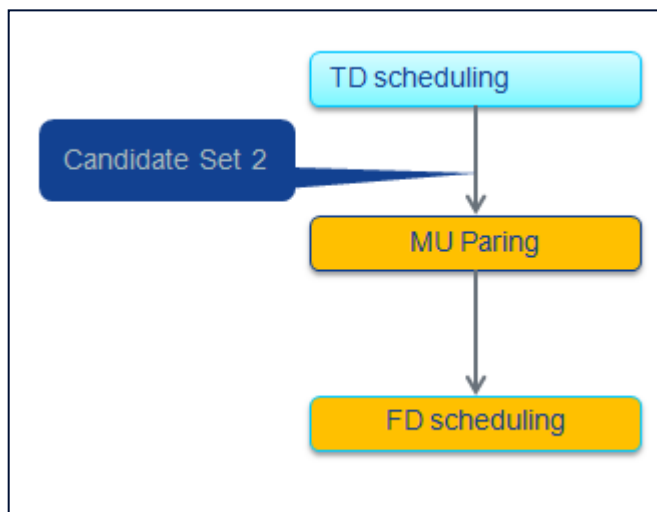 TD scheduling
Candidate Set 2
MU Paring
FD scheduling